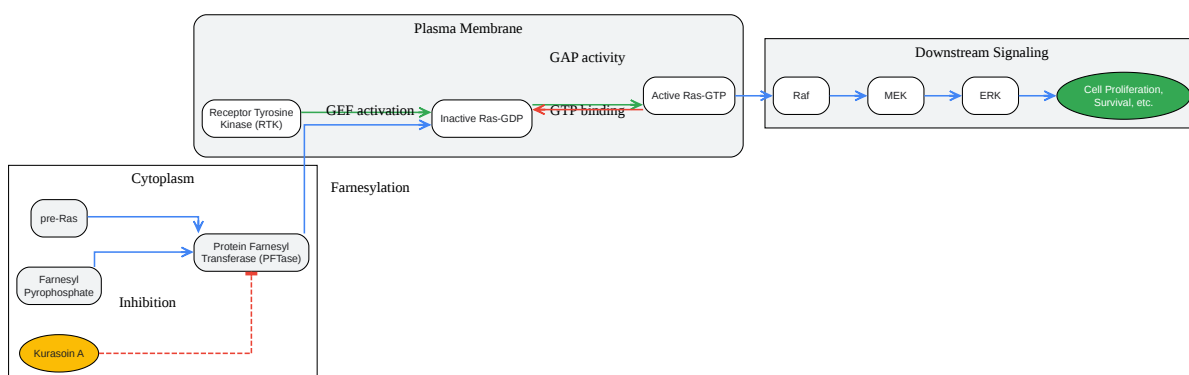 Plasma Membrane
GAP activity
Receptor Tyrosine
Kinase (RTK)
GEF activation
Inactive Ras-GDP
GTP binding
Active Ras-GTP
Downstream Signaling
Raf
MEK
ERK
Cell Proliferation,
Survival, etc.
Cytoplasm
Farnesylation
pre-Ras
Protein Farnesyl
Transferase (PFTase)
Farnesyl
Pyrophosphate
Inhibition
Kurasoin A